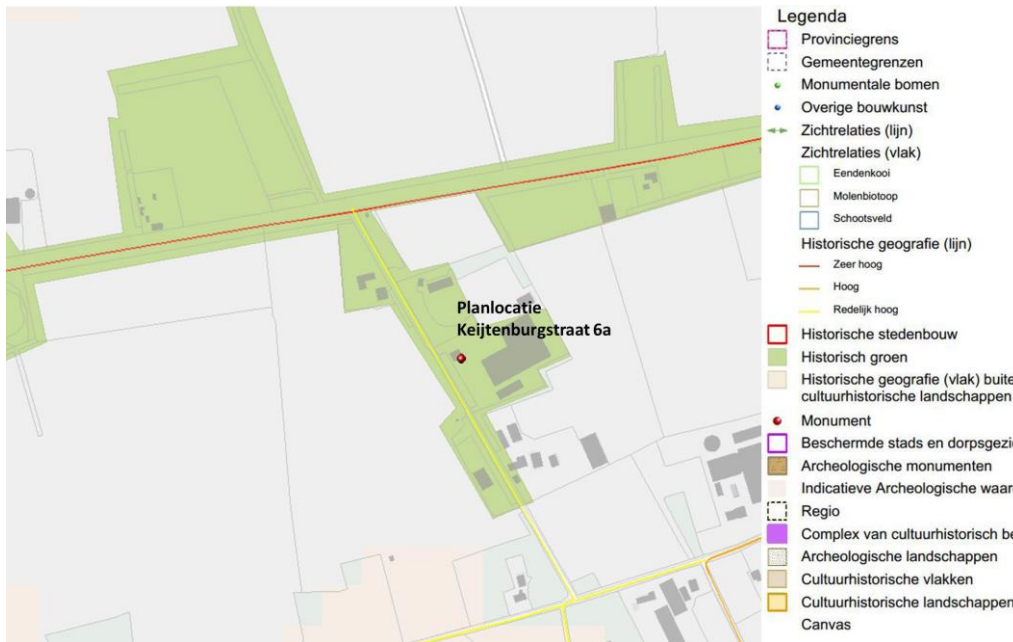 Legenda
Provinciegrens
Gemeentegrenzen
Monumentale bomen
Overige bouwkunst
Zichtrelaties (lijn)
Zichtrelaties (vlak)
Eendenkooi
Molenbiotoop
Schootsveld
Historische geografie (lijn)
Zeer hoog
Hoog
Redelijk hoog
Historische stedenbouw
Historisch groen
Historische geografie (vlak) buite
cultuurhistorische landschappen
Monument
Beschermde stads en dorpsgezi
Archeologische monumenten
Indicatieve Archeologische waar
Regio
Complex van cultuurhistorisch be
Archeologische landschappen
Cultuurhistorische vlakken
Cultuurhistorische landschappen
Canvas
Planlocatie
Keijtenburgstraat 6a